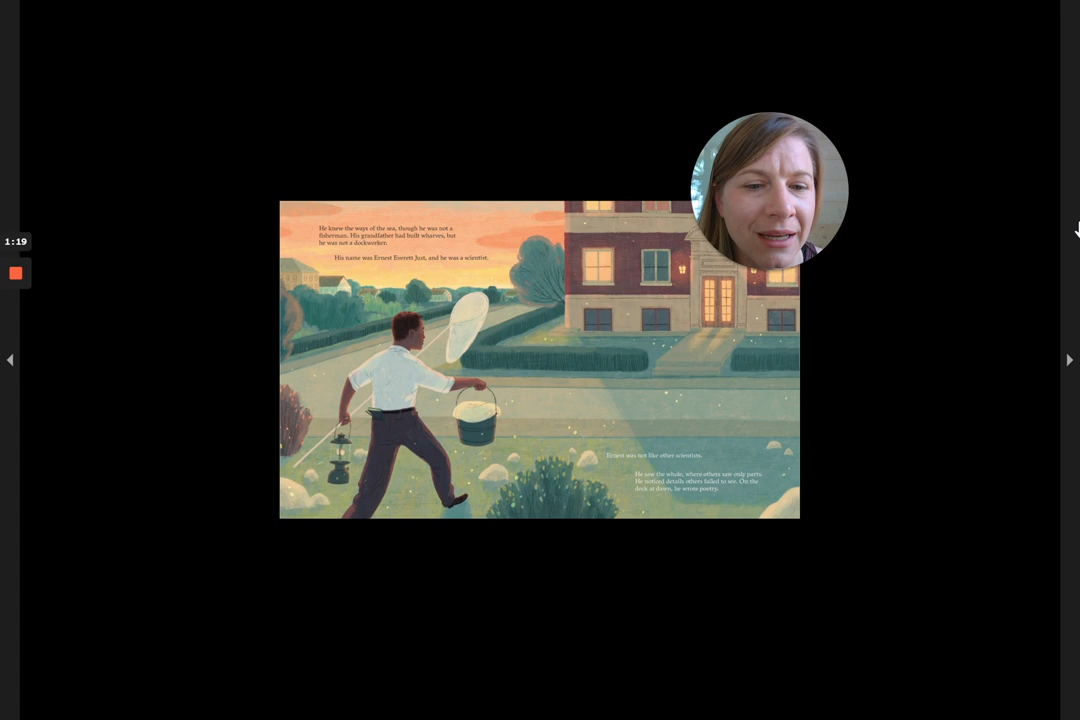 1:19
He knew the ways of the sea, though he was not a
fisherman. His grandfather had built wharves, but
he was not a dockworker.
His name was Ernest Everett Just, and he was a scientist.
Ernest was not like other scientists.
He saw the whole, where others saw only parts.
He noticed details others failed to see. On the
dock at dawn, he wrote poetry.